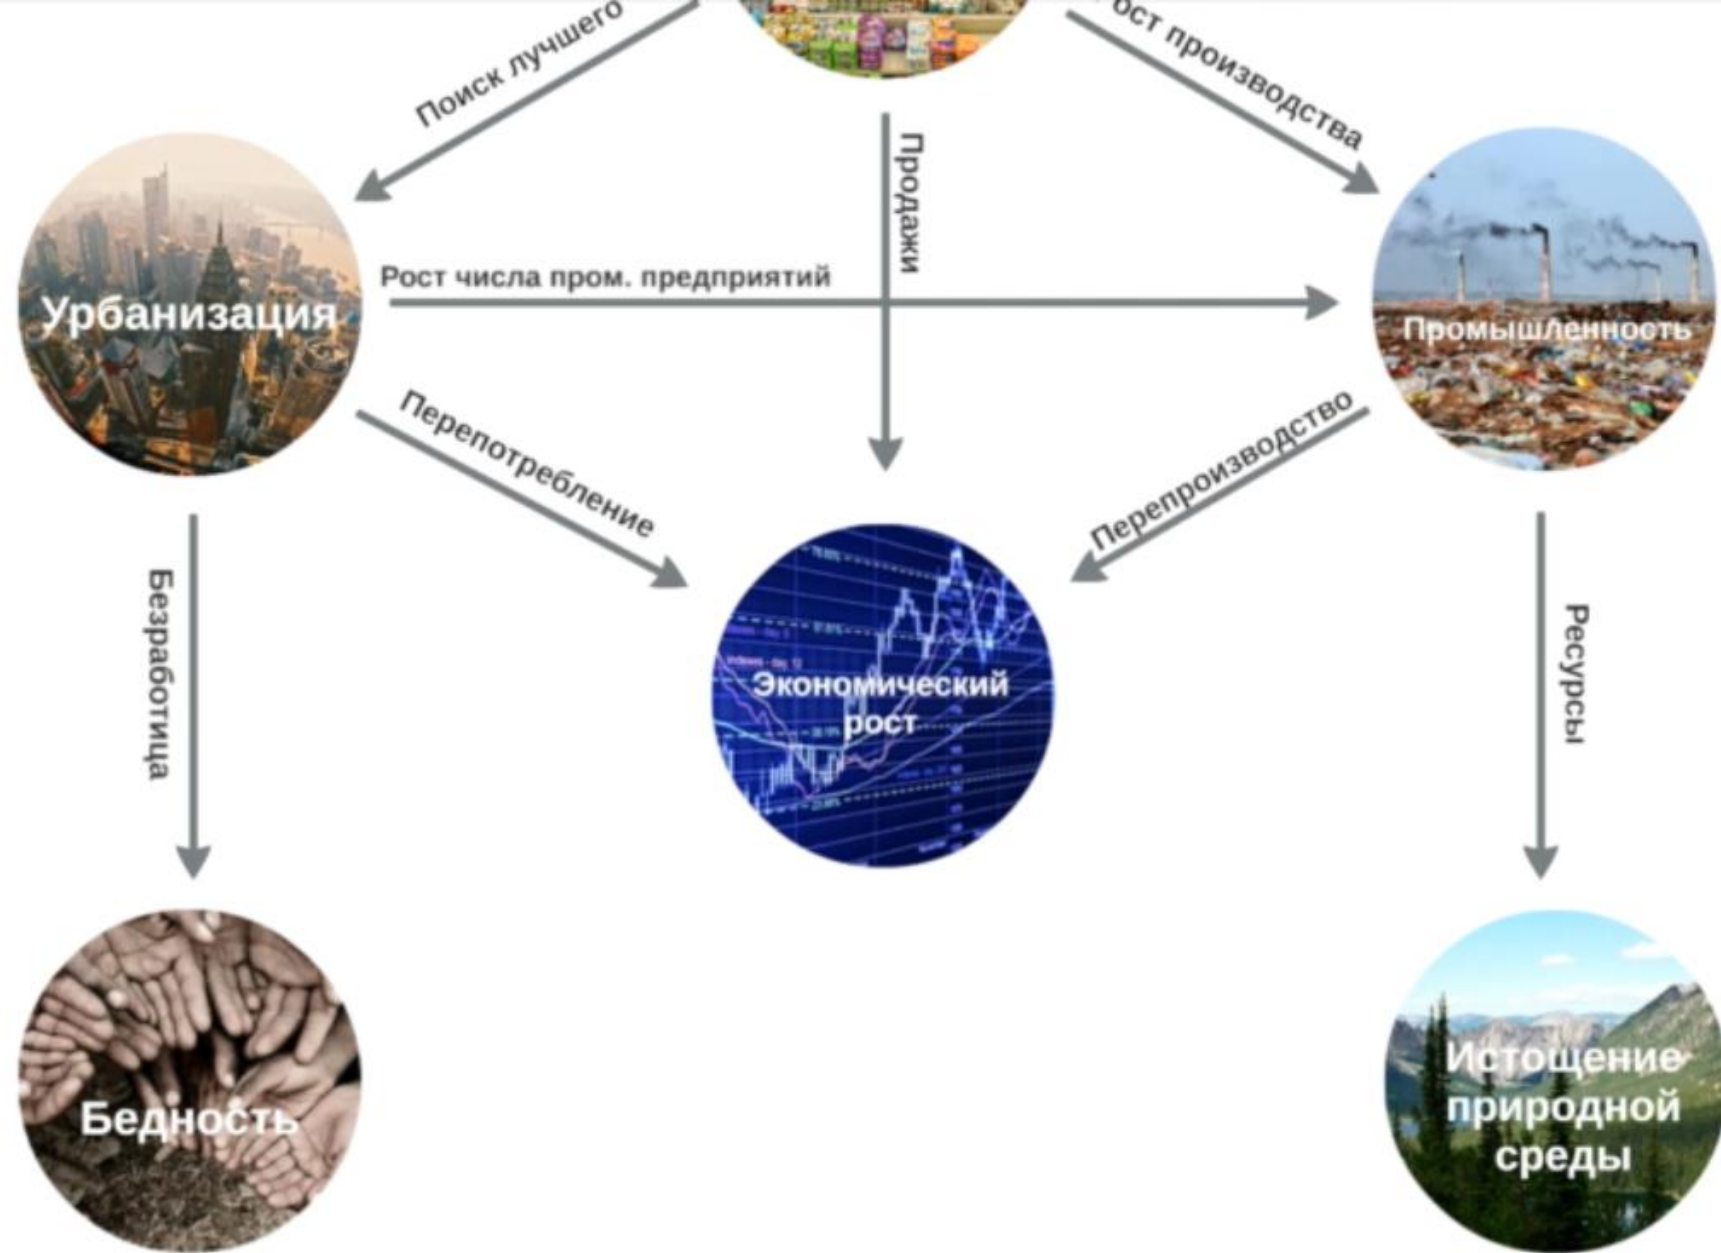 Поиск лучшего
Рост производства
Продажи
Урбанизация
Рост числа пром. предприятий
Промышленность
Перепотребление
Перепроизводство
Безработица
Экономический
рост
Ресурсы
Бедность
Истощение
природной
среды